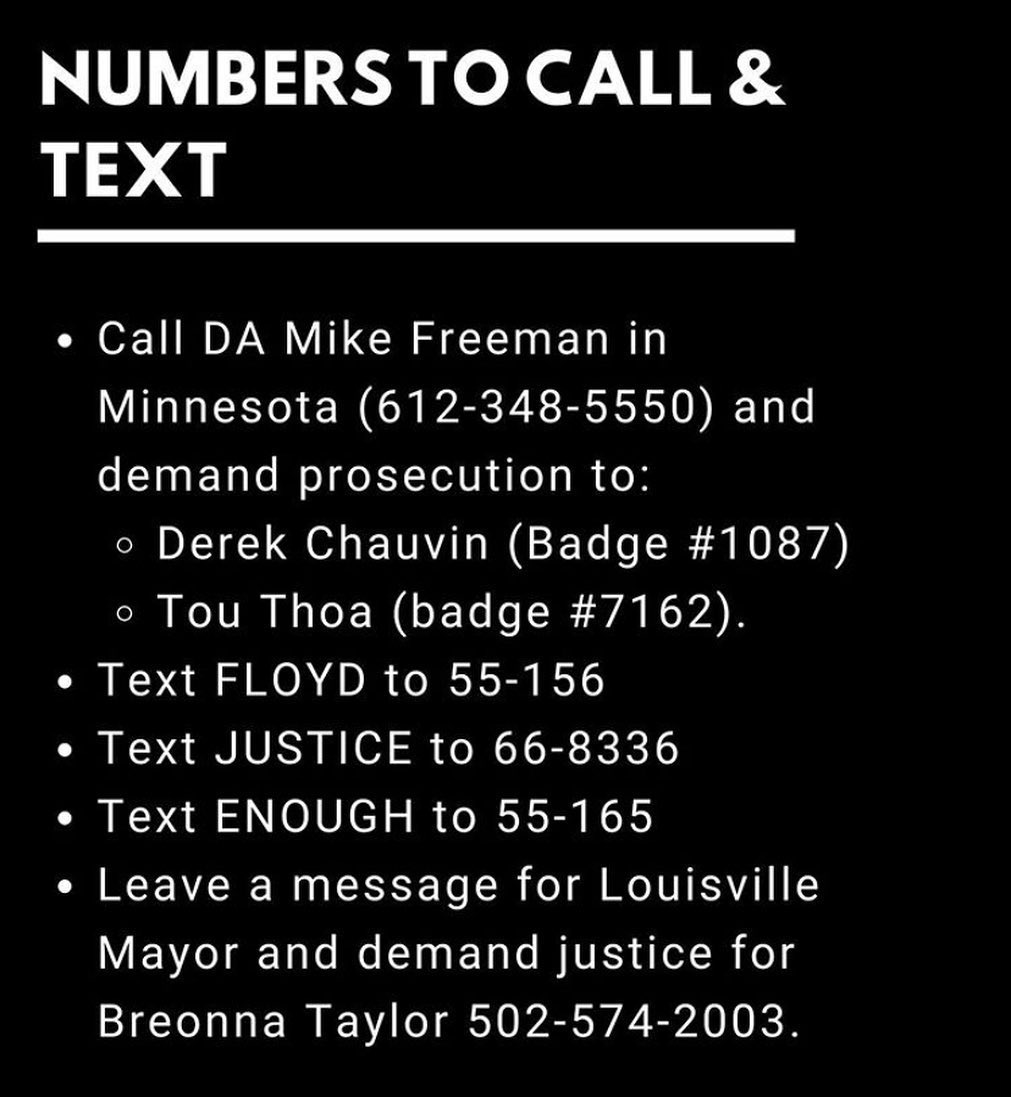 NUMBERS TO CALL &
TEXT
• Call DA Mike Freeman in
Minnesota (612-348-5550) and
demand prosecution to:
◦ Derek Chauvin (Badge #1087)
◦ Tou Thoa (badge #7162).
• Text FLOYD to 55-156
• Text JUSTICE to 66-8336
• Text ENOUGH to 55-165
• Leave a message for Louisville
Mayor and demand justice for
Breonna Taylor 502-574-2003.